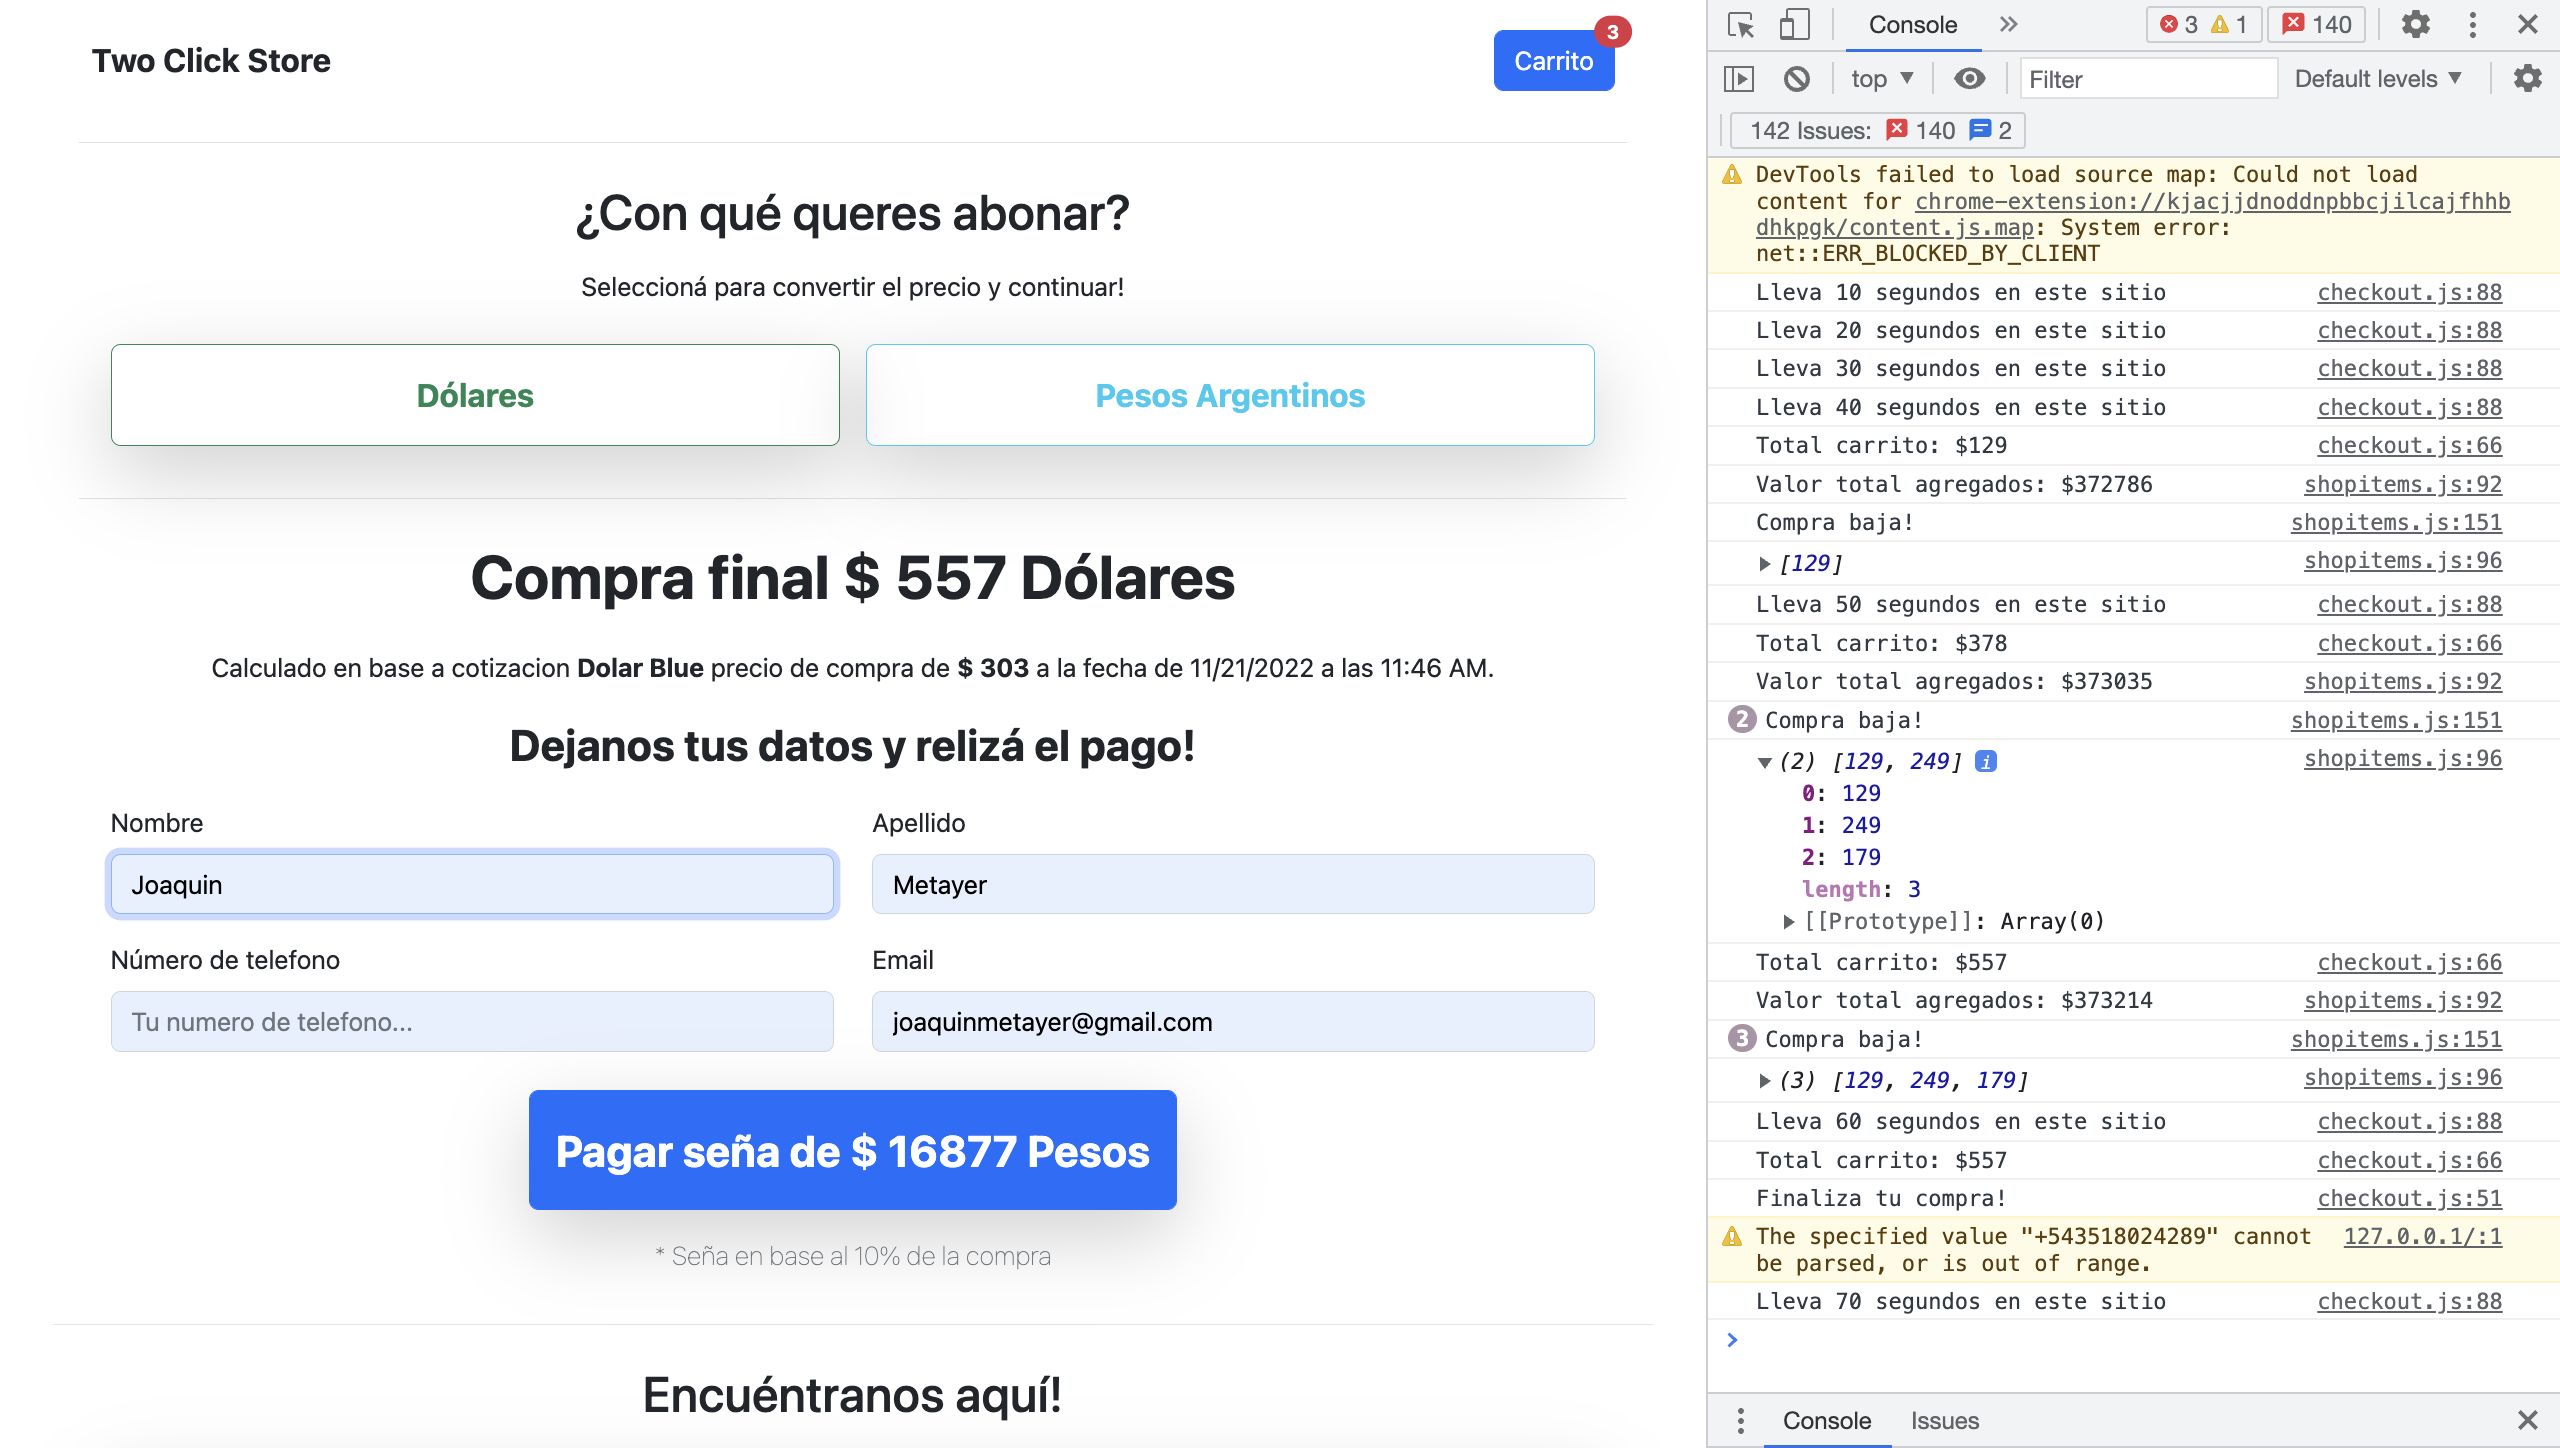 Two Click Store
Carrito
3
¿Con qué queres abonar?
Seleccioná para convertir el precio y continuar!
Dólares
Pesos Argentinos
Compra final $ 557 Dólares
Calculado en base a cotizacion Dolar Blue precio de compra de $ 303 a la fecha de 11/21/2022 a las 11:46 AM.
Dejanos tus datos y relizá el pago!
Nombre
Apellido
Joaquin
Metayer
Número de telefono
Email
Tu numero de telefono...
joaquinmetayer@gmail.com
Pagar seña de $ 16877 Pesos
* Seña en base al 10% de la compra
Encuéntranos aquí!
Console
3
1
140
top
Filter
Default levels
142 Issues:
140
2
DevTools failed to load source map: Could not load
content for chrome-extension://kjacjjdnoddnpbbcjilcajfhhb
dhkpgk/content.js.map: System error:
net::ERR_BLOCKED_BY_CLIENT
Lleva 10 segundos en este sitio checkout.js:88
Lleva 20 segundos en este sitio checkout.js:88
Lleva 30 segundos en este sitio checkout.js:88
Lleva 40 segundos en este sitio checkout.js:88
Total carrito: $129 checkout.js:66
Valor total agregados: $372786 shopitems.js:92
Compra baja! shopitems.js:151
[129] shopitems.js:96
Lleva 50 segundos en este sitio checkout.js:88
Total carrito: $378 checkout.js:66
Valor total agregados: $373035 shopitems.js:92
2 Compra baja! shopitems.js:151
(2) [129, 249] i shopitems.js:96
0: 129
1: 249
2: 179
length: 3
[[Prototype]]: Array(0)
Total carrito: $557 checkout.js:66
Valor total agregados: $373214 shopitems.js:92
3 Compra baja! shopitems.js:151
(3) [129, 249, 179] shopitems.js:96
Lleva 60 segundos en este sitio checkout.js:88
Total carrito: $557 checkout.js:66
Finaliza tu compra! checkout.js:51
The specified value "+543518024289" cannot 127.0.0.1/:1
be parsed, or is out of range.
Lleva 70 segundos en este sitio checkout.js:88
Console
Issues